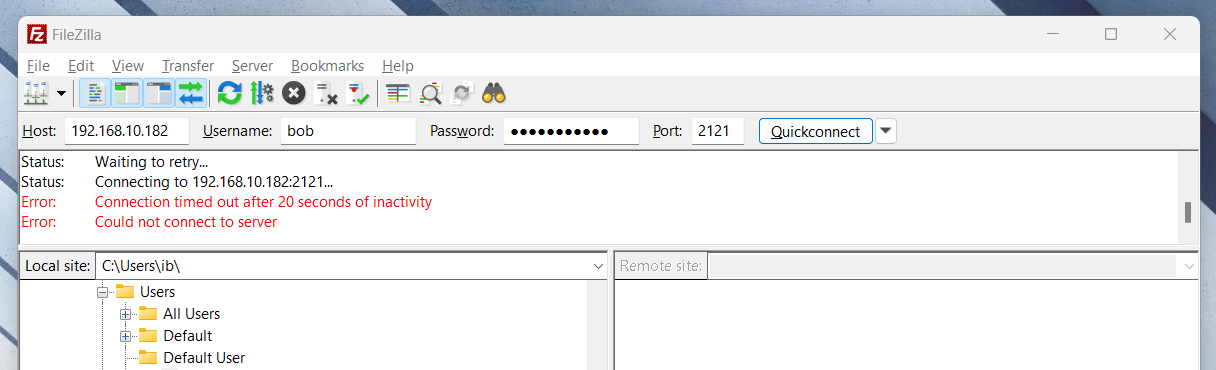 FileZilla
File Edit View Transfer Server Bookmarks Help
Host: 192.168.10.182 Username: bob Password: ●●●●●●●●●●● Port: 2121 Quickconnect
Status: Waiting to retry...
Status: Connecting to 192.168.10.182:2121...
Error: Connection timed out after 20 seconds of inactivity
Error: Could not connect to server
Local site: C:\Users\ib\ Remote site:
Users
All Users
Default
Default User